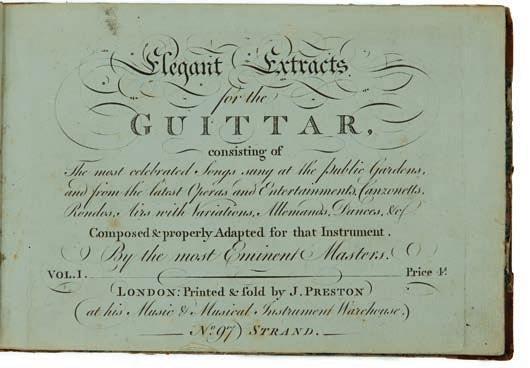 Elegant Extracts
for the
GUITTAR,
consisting of
The most celebrated Songs sung at the Public Gardens,
and from the latest Operas and Entertainments, Canzonetts,
Rondos, Airs with Variations, Allemands, Dances, &c
Composed & properly Adapted for that Instrument.
By the most Eminent Masters.
VOL. I. Price
LONDON: Printed & sold by J. PRESTON
(at his Music & Musical Instrument Warehouse.)
No. 97) STRAND.